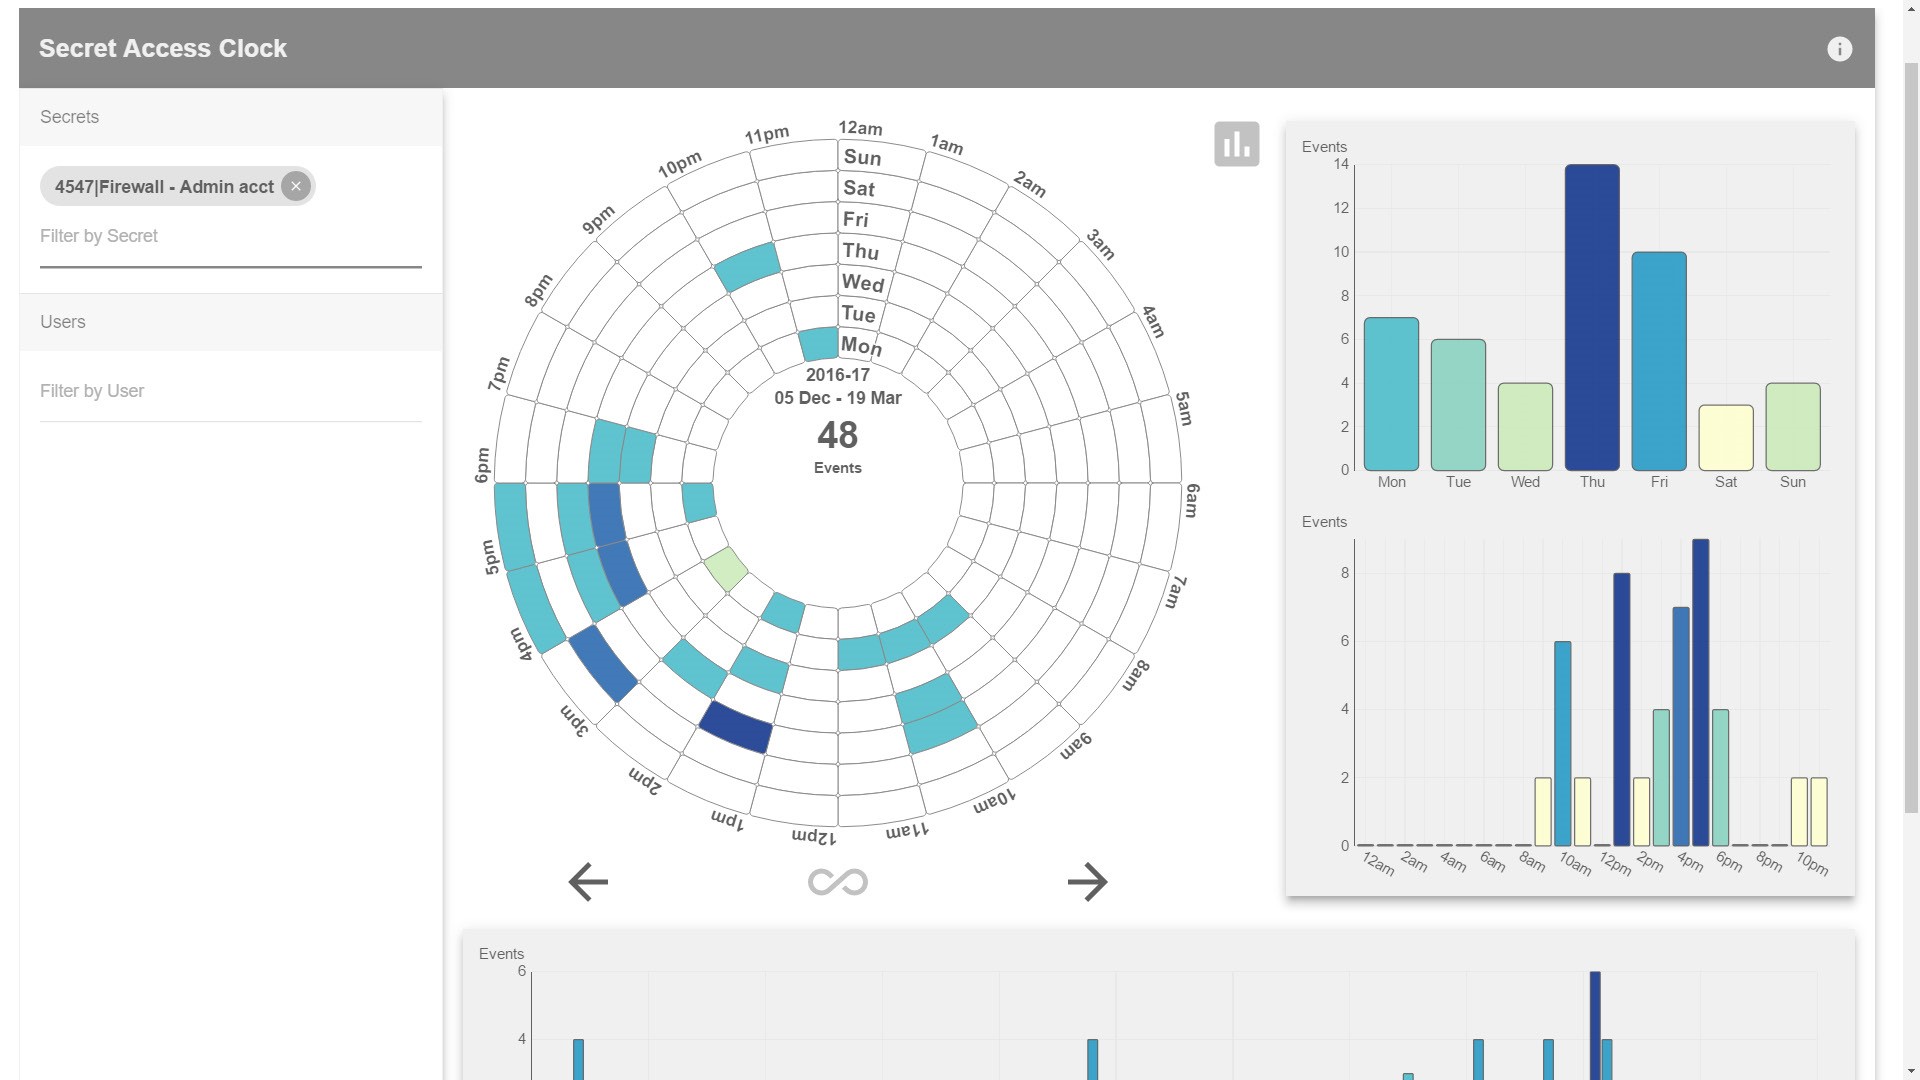 Secret Access Clock
Secrets
4547|Firewall - Admin acct
Filter by Secret
Users
Filter by User
12am
1am
2am
3am
4am
5am
6am
7am
8am
9am
10am
11am
12pm
1pm
2pm
3pm
4pm
5pm
6pm
7pm
8pm
9pm
10pm
11pm
Sun
Sat
Fri
Thu
Wed
Tue
Mon
2016-17
05 Dec - 19 Mar
48
Events
Events
14
12
10
8
6
4
2
0
Mon Tue Wed Thu Fri Sat Sun
Events
8
6
4
2
0
12am 2am 4am 6am 8am 10am 12pm 2pm 4pm 6pm 8pm 10pm
Events
6
4